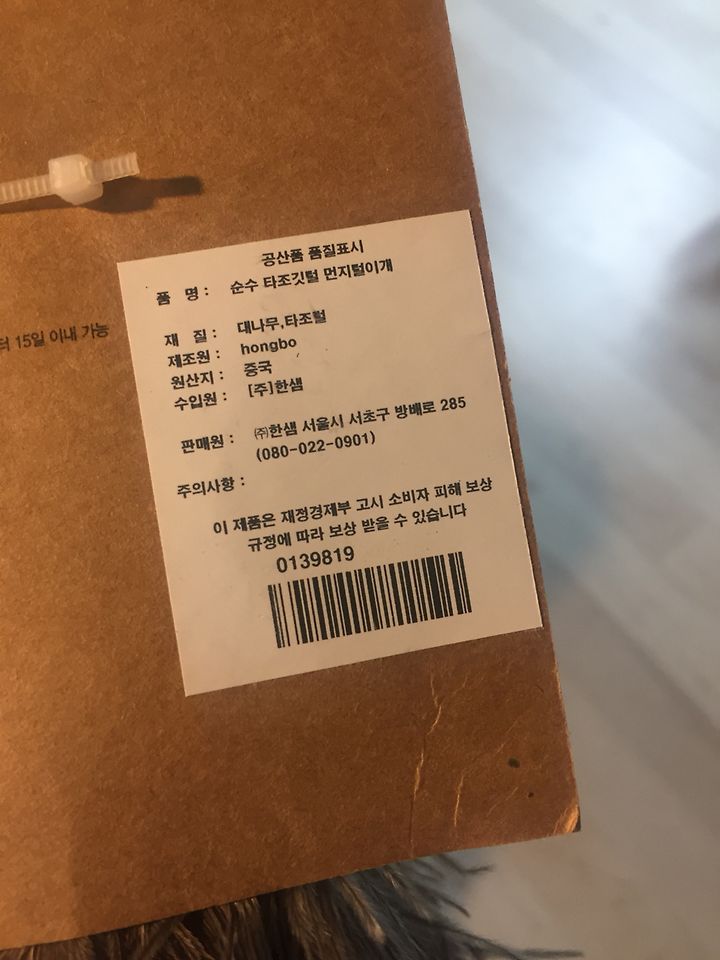 공산품 품질표시
품 명 : 순수 타조깃털 먼지털이개
재 질 : 대나무,타조털
제조원 : hongbo
원산지 : 중국
수입원 : [주]한샘
판매원 : ㈜한샘 서울시 서초구 방배로 285
(080-022-0901)
주의사항 :
이 제품은 재정경제부 고시 소비자 피해 보상
규정에 따라 보상 받을 수 있습니다
0139819
터 15일 이내 가능